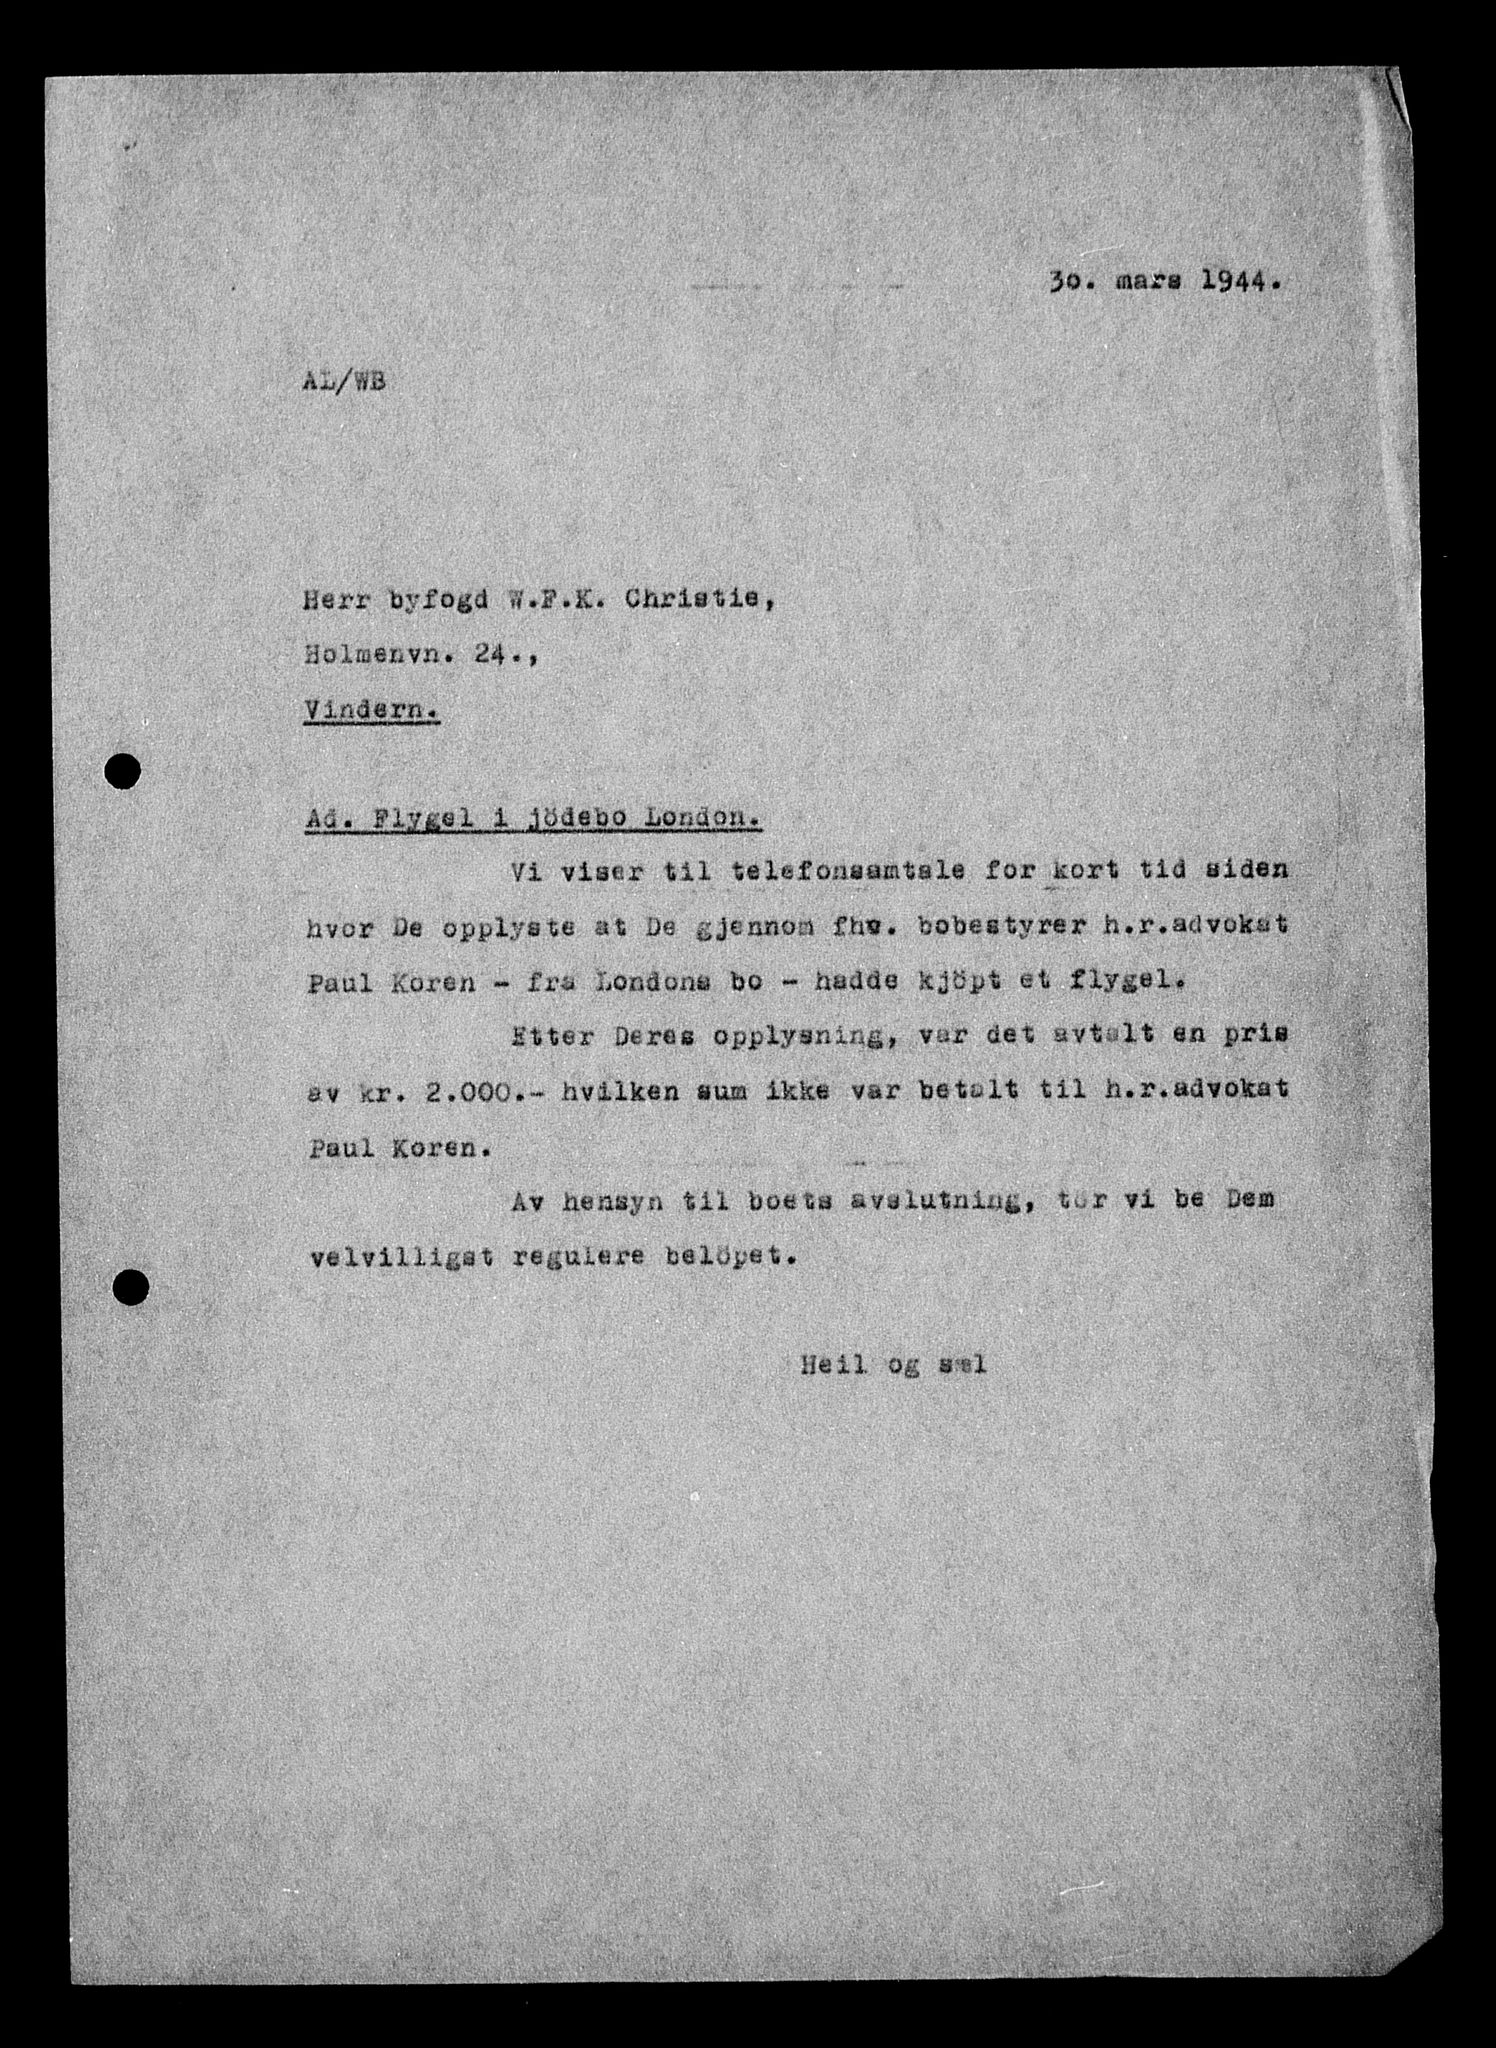 30. mars 1944.
AL/WB
Herr byfogd W.F.K. Christie,
Holmenvn. 24.,
Vindern.
Ad. Flygel i jödebo London.
Vi viser til telefonsamtale for kort tid siden
hvor De opplyste at De gjennom fhv. bobestyrer h.r.advokat
Paul Koren - fra Londons bo - hadde kjöpt et flygel.
Etter Deres opplysning, var det avtalt en pris
av kr. 2.000.- hvilken sum ikke var betalt til h.r.advokat
Paul Koren.
Av hensyn til boets avslutning, tör vi be Dem
velvilligst regulere belöpet.
Heil og sæl